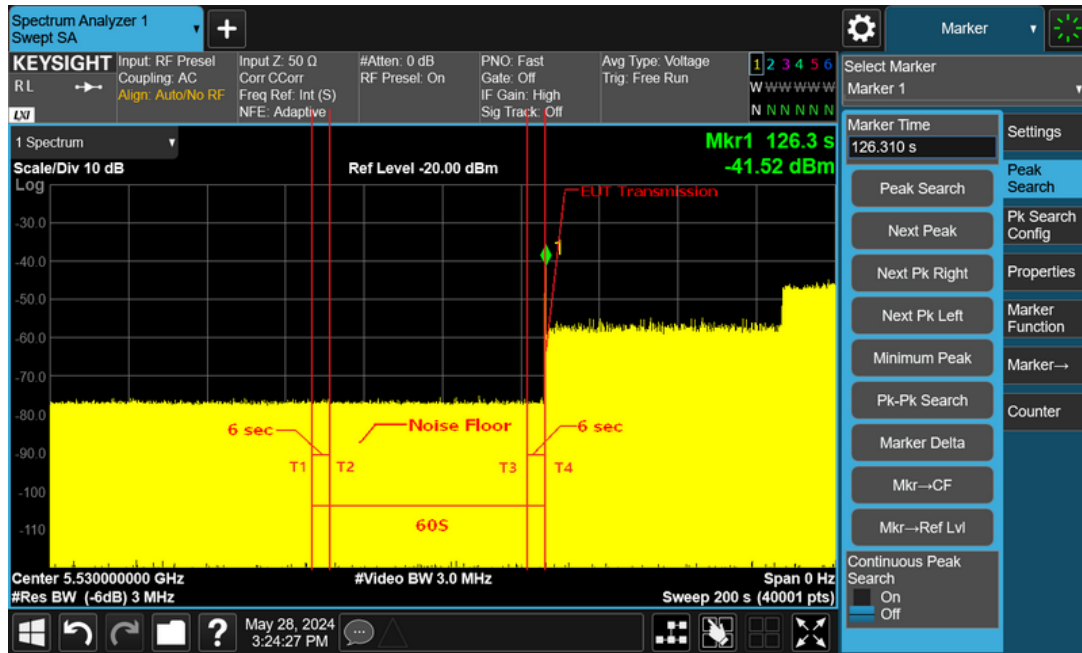 Spectrum Analyzer 1
Swept SA
+
Marker
KEYSIGHT
RL
LXI
Input: RF Presel
Coupling: AC
Align: Auto/No RF
Input Z: 50 Ω
Corr CCorr
Freq Ref: Int (S)
NFE: Adaptive
#Atten: 0 dB
RF Presel: On
PNO: Fast
Gate: Off
IF Gain: High
Sig Track: Off
Avg Type: Voltage
Trig: Free Run
1 2 3 4 5 6
W W W W W W
N N N N N N
Select Marker
Marker 1
1 Spectrum
Scale/Div 10 dB
Ref Level -20.00 dBm
Mkr1 126.3 s
-41.52 dBm
Log
-30.0
-40.0
-50.0
-60.0
-70.0
-80.0
-90.0
-100
-110
EUT Transmission
1
6 sec
Noise Floor
6 sec
T1 T2 T3 T4
60S
Center 5.530000000 GHz
#Video BW 3.0 MHz
Span 0 Hz
#Res BW (-6dB) 3 MHz
Sweep 200 s (40001 pts)
Marker Time
126.310 s
Peak Search
Next Peak
Next Pk Right
Next Pk Left
Minimum Peak
Pk-Pk Search
Marker Delta
Mkr→CF
Mkr→Ref Lvl
Continuous Peak
Search
On
Off
Settings
Peak
Search
Pk Search
Config
Properties
Marker
Function
Marker→
Counter
?
May 28, 2024
3:24:27 PM